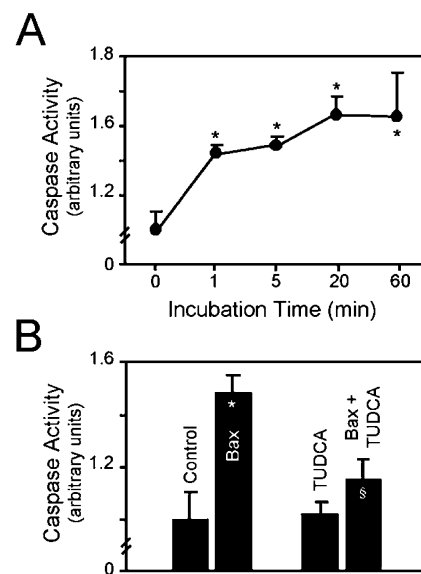 A
Caspase Activity
(arbitrary units)
1.8
1.6
1.2
0
*
*
*
*
0 1 5 20 60
Incubation Time (min)
B
Caspase Activity
(arbitrary units)
1.6
1.2
0
Control
*
Bax
TUDCA
Bax +
TUDCA
§